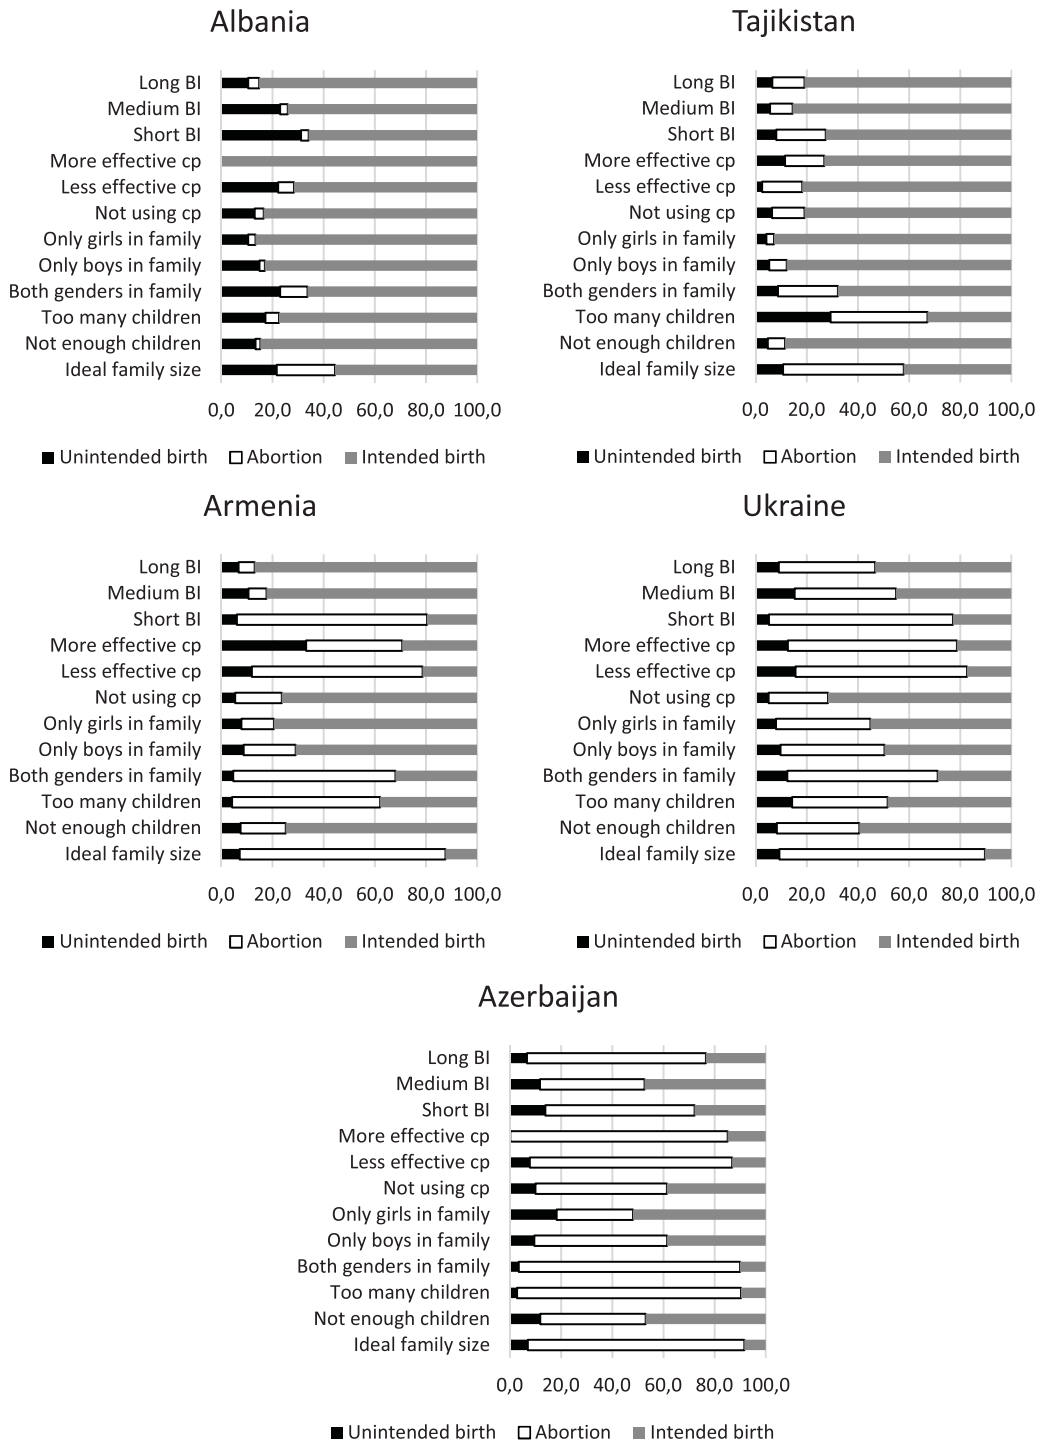 Albania
Long BI
Medium BI
Short BI
More effective cp
Less effective cp
Not using cp
Only girls in family
Only boys in family
Both genders in family
Too many children
Not enough children
Ideal family size
0,0 20,0 40,0 60,0 80,0 100,0
Unintended birth Abortion Intended birth
Tajikistan
Long BI
Medium BI
Short BI
More effective cp
Less effective cp
Not using cp
Only girls in family
Only boys in family
Both genders in family
Too many children
Not enough children
Ideal family size
0,0 20,0 40,0 60,0 80,0 100,0
Unintended birth Abortion Intended birth
Armenia
Long BI
Medium BI
Short BI
More effective cp
Less effective cp
Not using cp
Only girls in family
Only boys in family
Both genders in family
Too many children
Not enough children
Ideal family size
0,0 20,0 40,0 60,0 80,0 100,0
Unintended birth Abortion Intended birth
Ukraine
Long BI
Medium BI
Short BI
More effective cp
Less effective cp
Not using cp
Only girls in family
Only boys in family
Both genders in family
Too many children
Not enough children
Ideal family size
0,0 20,0 40,0 60,0 80,0 100,0
Unintended birth Abortion Intended birth
Azerbaijan
Long BI
Medium BI
Short BI
More effective cp
Less effective cp
Not using cp
Only girls in family
Only boys in family
Both genders in family
Too many children
Not enough children
Ideal family size
0,0 20,0 40,0 60,0 80,0 100,0
Unintended birth Abortion Intended birth